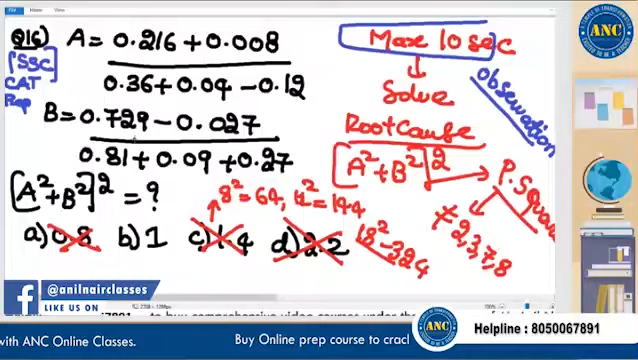 Q16) A = 0.216 + 0.008
0.36 + 0.04 - 0.12
[SSC]
CAT
Rep
B = 0.729 - 0.027
0.81 + 0.09 + 0.27
[A² + B²]² = ?
a) 0.8 b) 1 c) 1.4 d) 2.2
8² = 64, 12² = 144
18² - 324
Max 10 sec
Solve
Root Cause
[A² + B²]²
P. Square
≠ 2,3,7,8
observation
ANC
/anilnairclasses
LIKE US ON
with ANC Online Classes.
Buy Online prep course to crack
ANC
Helpline : 8050067891